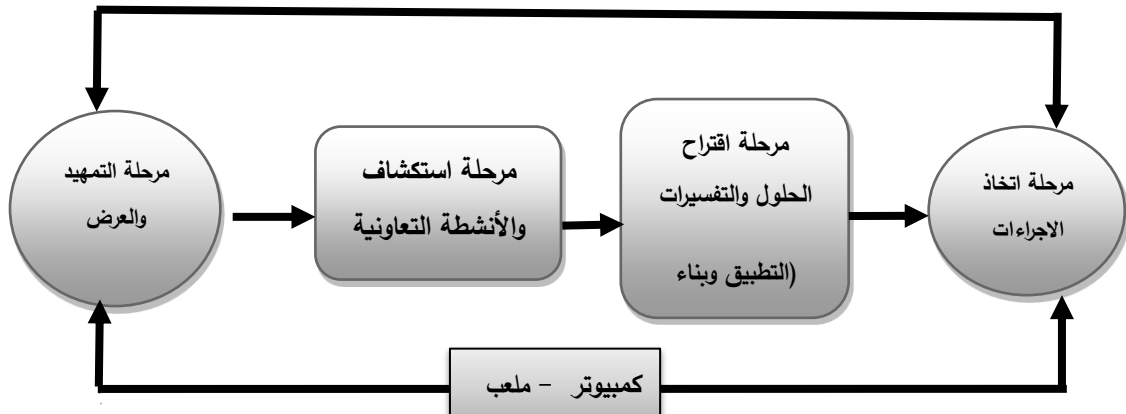 مرحلة التمهيد
والعرض
مرحلة استكشاف
والأنشطة التعاونية
مرحلة اقتراح
الحلول والتفسيرات
(التطبيق وبناء
مرحلة اتخاذ
الاجراءات
كمبيوتر - ملعب